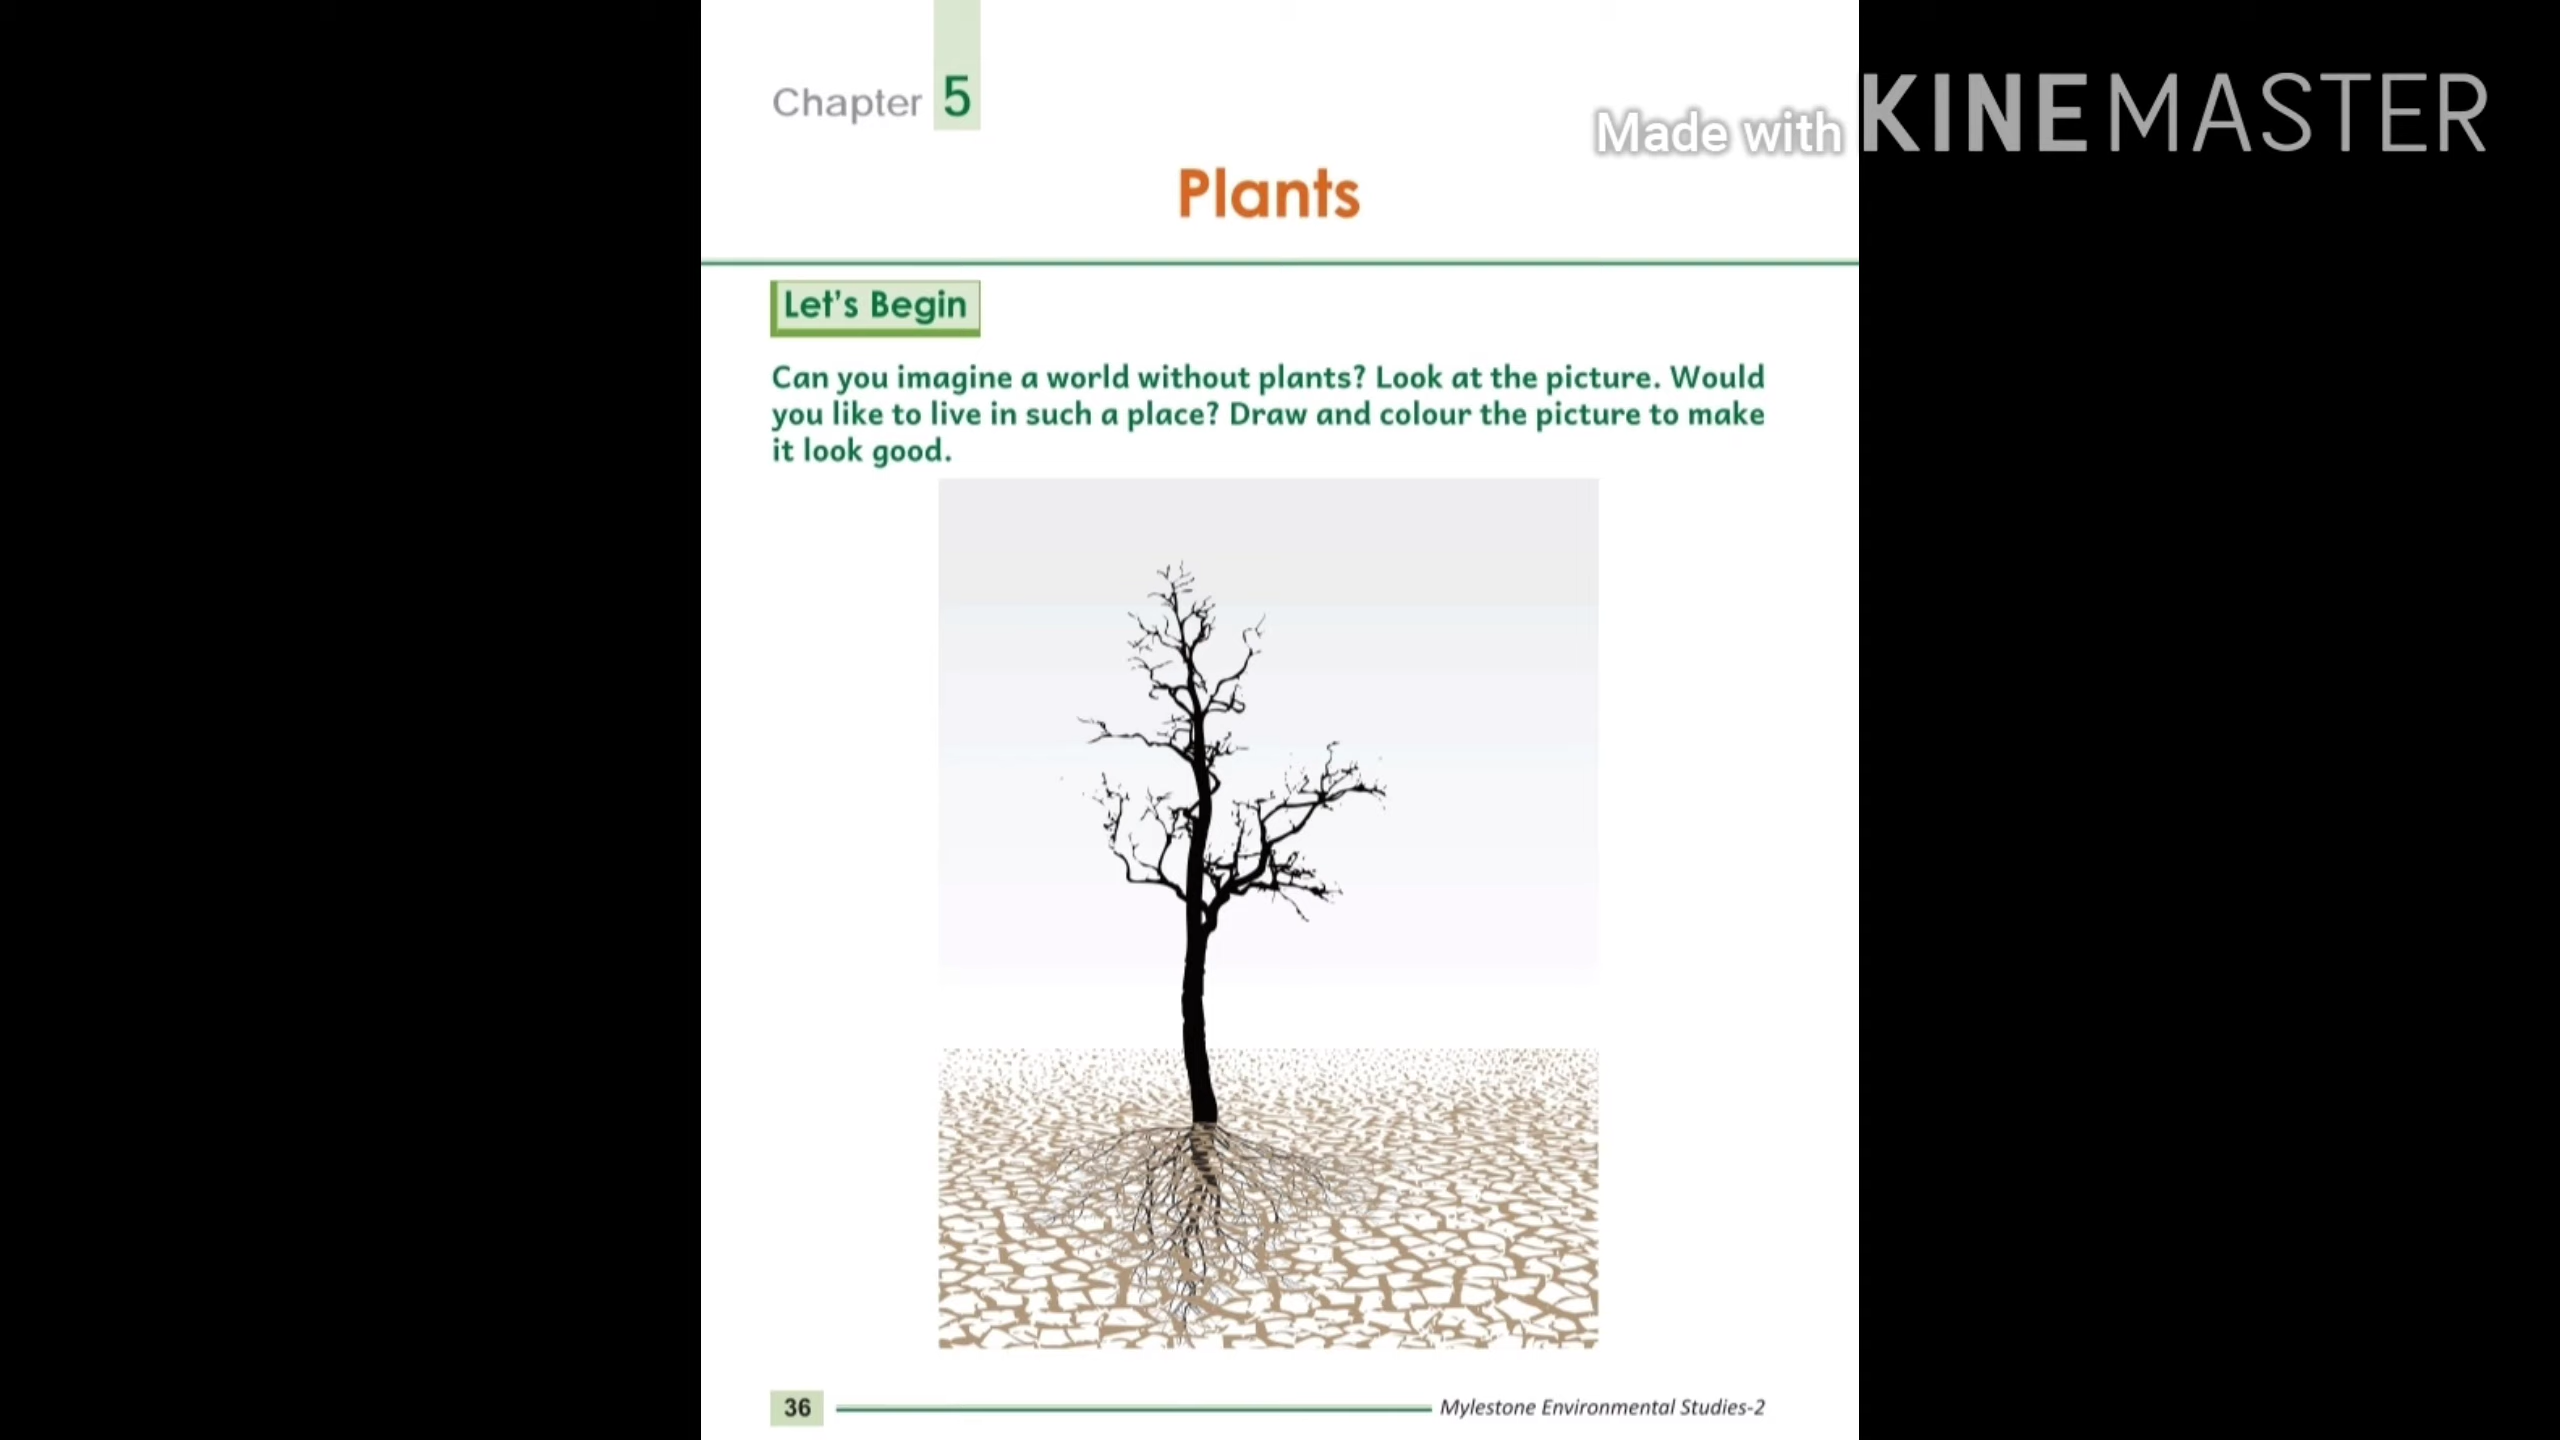 Chapter 5
Made with KINEMASTER
Plants
Let's Begin
Can you imagine a world without plants? Look at the picture. Would
you like to live in such a place? Draw and colour the picture to make
it look good.
36
Mylestone Environmental Studies-2